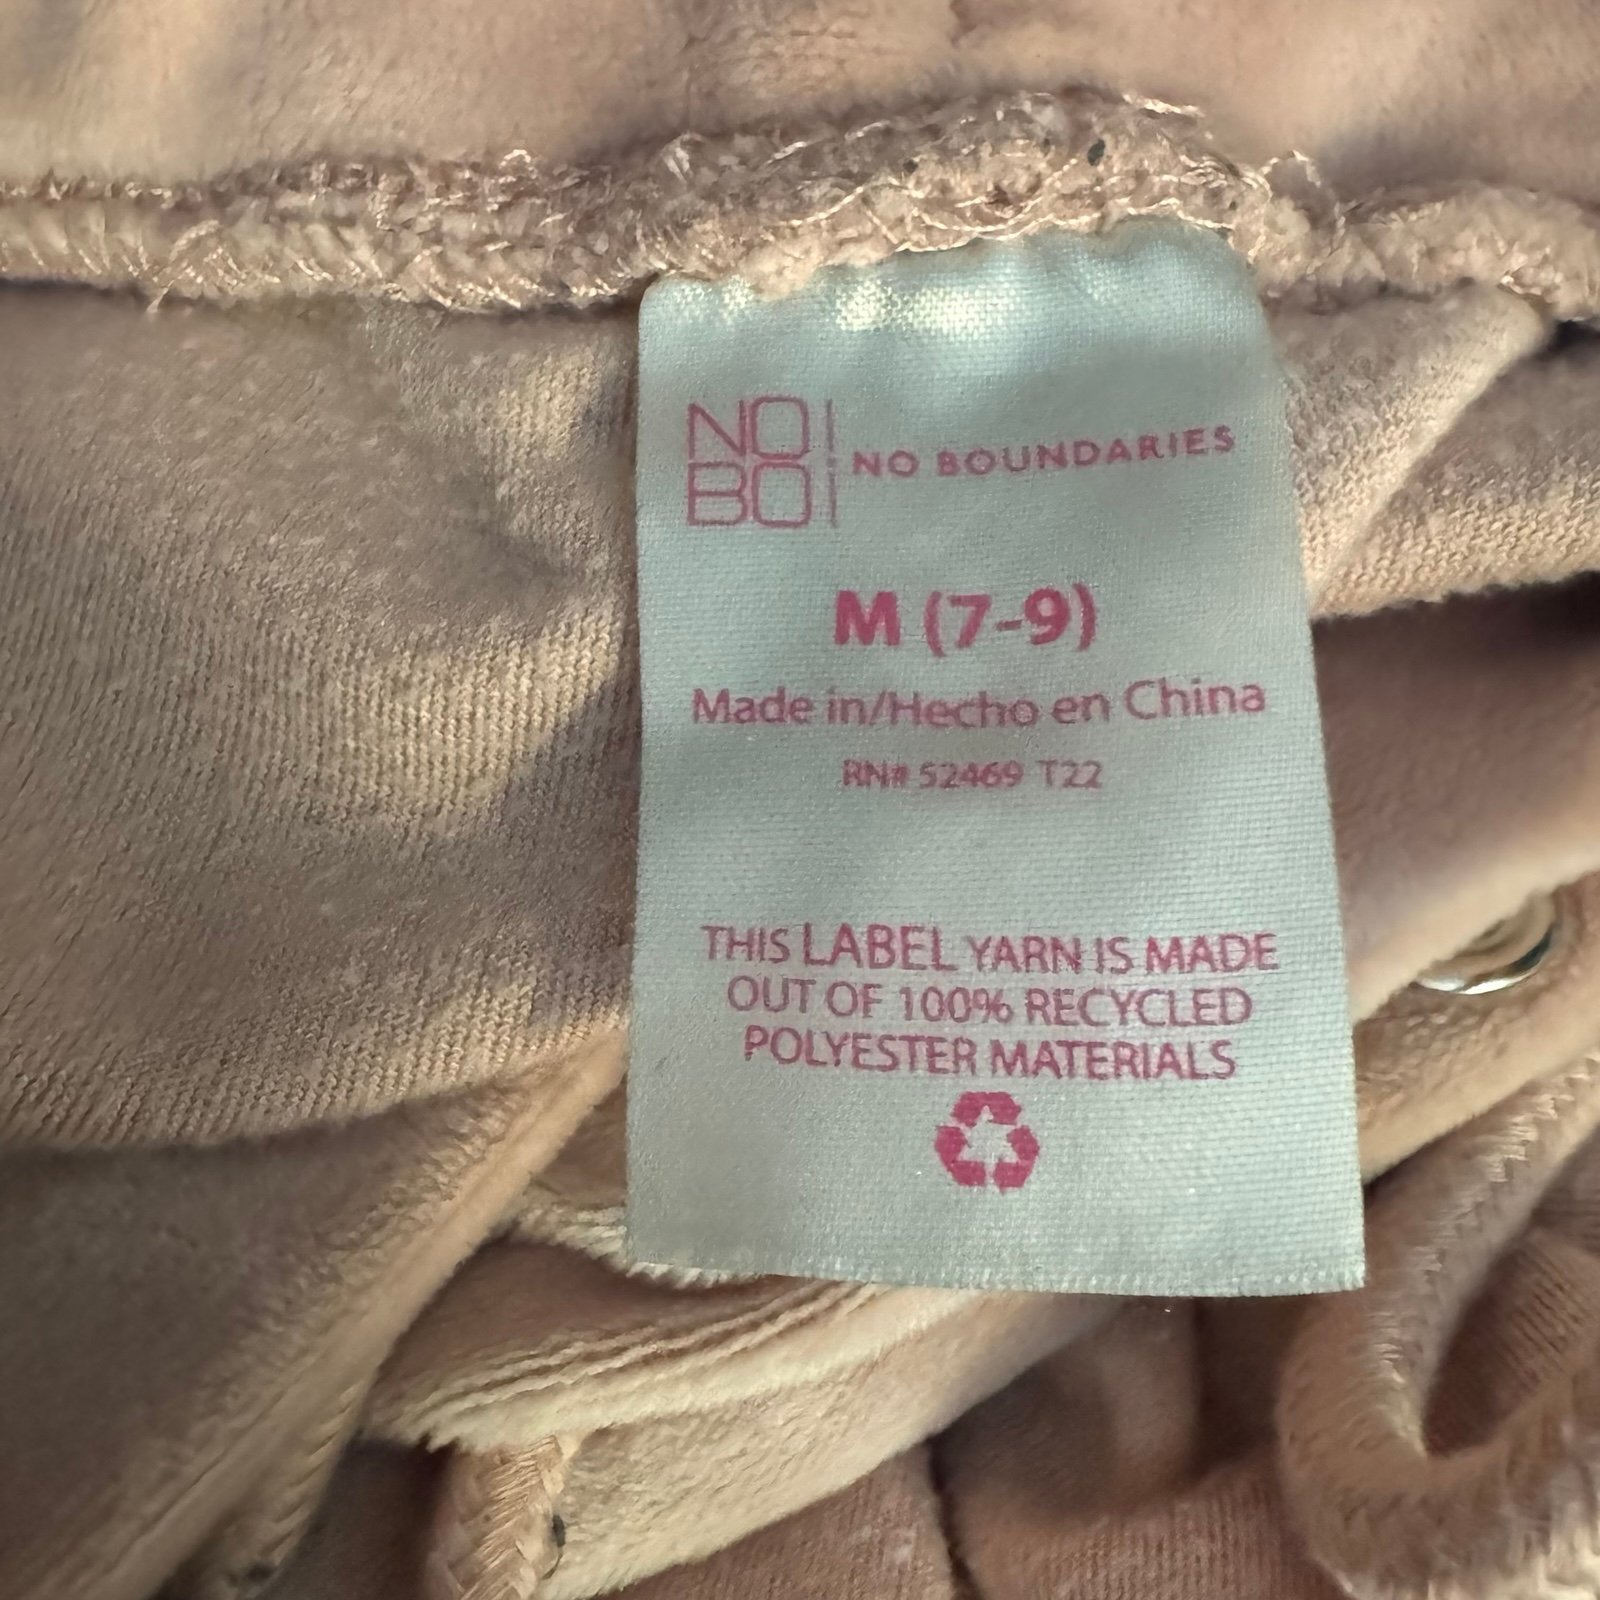 NO
BO
NO BOUNDARIES
M (7-9)
Made in/Hecho en China
RN# 52469 T22
THIS LABEL YARN IS MADE
OUT OF 100% RECYCLED
POLYESTER MATERIALS